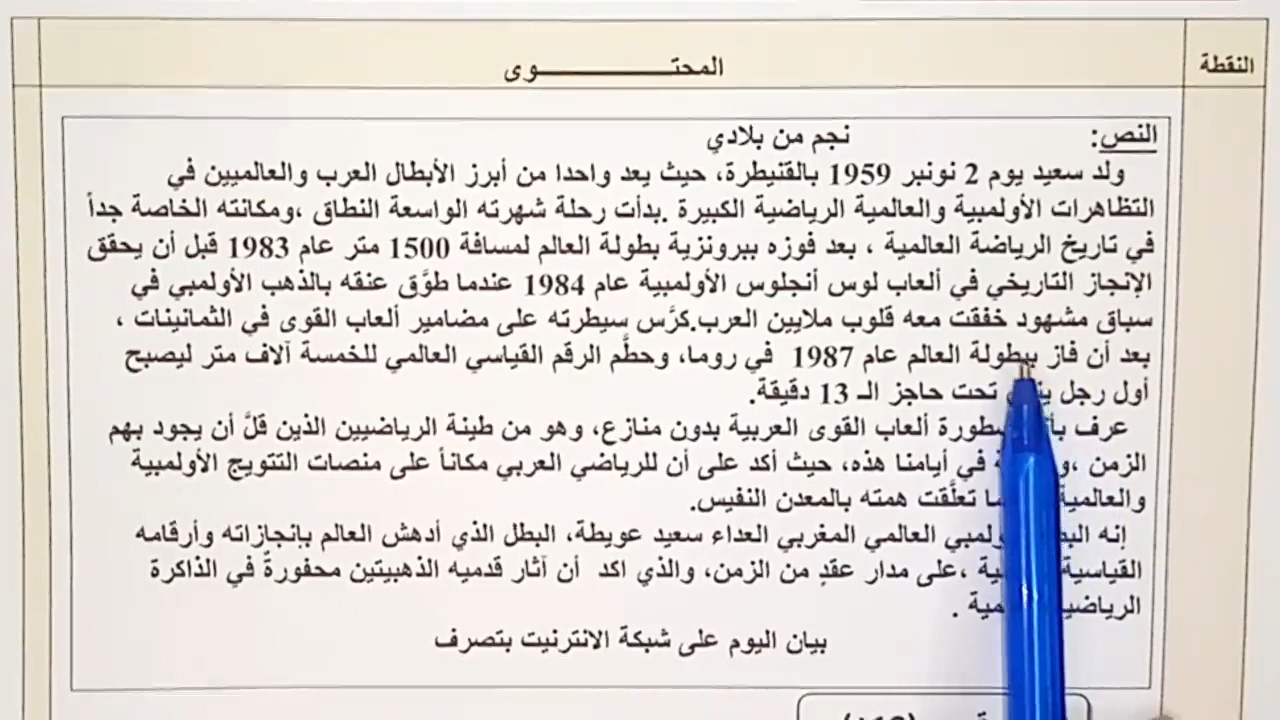 النقطة
المحتـــــــــــوى
النص: نجم من بلادي
ولد سعيد يوم 2 نونبر 1959 بالقنيطرة، حيث يعد واحدا من أبرز الأبطال العرب والعالميين في
التظاهرات الأولمبية والعالمية الرياضية الكبيرة .بدأت رحلة شهرته الواسعة النطاق ،ومكانته الخاصة جداً
في تاريخ الرياضة العالمية ، بعد فوزه ببرونزية بطولة العالم لمسافة 1500 متر عام 1983 قبل أن يحقق
الإنجاز التاريخي في ألعاب لوس أنجلوس الأولمبية عام 1984 عندما طوَّق عنقه بالذهب الأولمبي في
سباق مشهود خفقت معه قلوب ملايين العرب.كرَّس سيطرته على مضامير ألعاب القوى في الثمانينات ،
بعد أن فاز ببطولة العالم عام 1987 في روما، وحطَّم الرقم القياسي العالمي للخمسة آلاف متر ليصبح
أول رجل تحت حاجز الـ 13 دقيقة.
عرف ألعاب القوى العربية بدون منازع، وهو من طينة الرياضيين الذين قلَّ أن يجود بهم
الزمن ، في أيامنا هذه، حيث أكد على أن للرياضي العربي مكاناً على منصات التتويج الأولمبية
والعالمية تعلَّقت همته بالمعدن النفيس.
إنه العالمي المغربي العداء سعيد عويطة، البطل الذي أدهش العالم بإنجازاته وأرقامه
القياسية ،على مدار عقدٍ من الزمن، والذي اكد أن آثار قدميه الذهبيتين محفورةً في الذاكرة
.
بيان اليوم على شبكة الانترنيت بتصرف